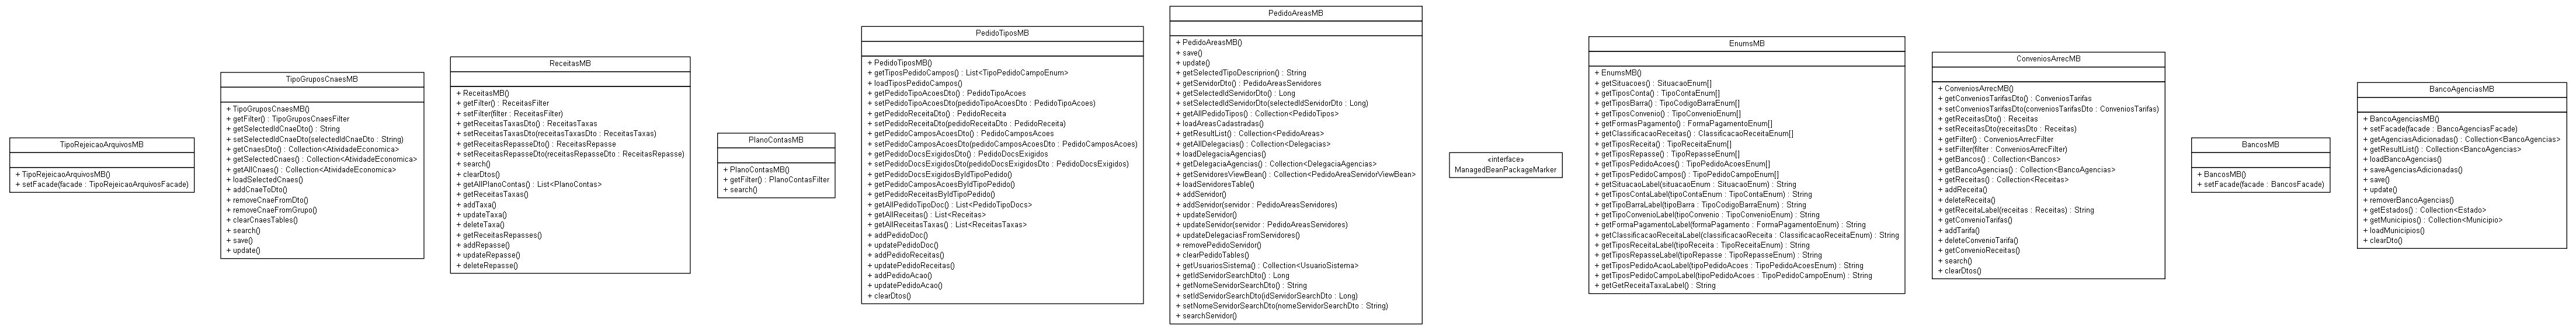 TipoRejeicaoArquivosMB
+ TipoRejeicaoArquivosMB()
+ setFacade(facade : TipoRejeicaoArquivosFacade)
TipoGruposCnaesMB
+ TipoGruposCnaesMB()
+ getFilter() : TipoGruposCnaesFilter
+ getSelectedIdCnaeDto() : String
+ setSelectedIdCnaeDto(selectedIdCnaeDto : String)
+ getCnaesDto() : Collection<AtividadeEconomica>
+ getSelectedCnaes() : Collection<AtividadeEconomica>
+ getAllCnaes() : Collection<AtividadeEconomica>
+ loadSelectedCnaes()
+ addCnaeToDto()
+ removeCnaeFromDto()
+ removeCnaeFromGrupo()
+ clearCnaesTables()
+ search()
+ save()
+ update()
ReceitasMB
+ ReceitasMB()
+ getFilter() : ReceitasFilter
+ setFilter(filter : ReceitasFilter)
+ getReceitasTaxasDto() : ReceitasTaxas
+ setReceitasTaxasDto(receitasTaxasDto : ReceitasTaxas)
+ getReceitasRepasseDto() : ReceitasRepasse
+ setReceitasRepasseDto(receitasRepasseDto : ReceitasRepasse)
+ search()
+ clearDtos()
+ getAllPlanoContas() : List<PlanoContas>
+ getReceitasTaxas()
+ addTaxa()
+ updateTaxa()
+ deleteTaxa()
+ getReceitasRepasses()
+ addRepasse()
+ updateRepasse()
+ deleteRepasse()
PlanoContasMB
+ PlanoContasMB()
+ getFilter() : PlanoContasFilter
+ search()
PedidoTiposMB
+ PedidoTiposMB()
+ getTiposPedidoCampos() : List<TipoPedidoCampoEnum>
+ loadTiposPedidoCampos()
+ getPedidoTipoAcoesDto() : PedidoTipoAcoes
+ setPedidoTipoAcoesDto(pedidoTipoAcoesDto : PedidoTipoAcoes)
+ getPedidoReceitaDto() : PedidoReceita
+ setPedidoReceitaDto(pedidoReceitaDto : PedidoReceita)
+ getPedidoCamposAcoesDto() : PedidoCamposAcoes
+ setPedidoCamposAcoesDto(pedidoCamposAcoesDto : PedidoCamposAcoes)
+ getPedidoDocsExigidosDto() : PedidoDocsExigidos
+ setPedidoDocsExigidosDto(pedidoDocsExigidosDto : PedidoDocsExigidos)
+ getPedidoDocsExigidosByIdTipoPedido()
+ getPedidoCamposAcoesByIdTipoPedido()
+ getPedidoReceitasByIdTipoPedido()
+ getAllPedidoTipoDoc() : List<PedidoTipoDocs>
+ getAllReceitas() : List<Receitas>
+ getAllReceitasTaxas() : List<ReceitasTaxas>
+ addPedidoDoc()
+ updatePedidoDoc()
+ addPedidoReceitas()
+ updatePedidoReceitas()
+ addPedidoAcao()
+ updatePedidoAcao()
+ clearDtos()
PedidoAreasMB
+ PedidoAreasMB()
+ save()
+ update()
+ getSelectedTipoDescriprion() : String
+ getServidorDto() : PedidoAreasServidores
+ getSelectedIdServidorDto() : Long
+ setSelectedIdServidorDto(selectedIdServidorDto : Long)
+ getAllPedidoTipos() : Collection<PedidoTipos>
+ loadAreasCadastradas()
+ getResultList() : Collection<PedidoAreas>
+ getAllDelegacias() : Collection<Delegacias>
+ loadDelegaciaAgencias()
+ getDelegaciaAgencias() : Collection<DelegaciaAgencias>
+ getServidoresViewBean() : Collection<PedidoAreaServidorViewBean>
+ loadServidoresTable()
+ addServidor()
+ addServidor(servidor : PedidoAreasServidores)
+ updateServidor()
+ updateServidor(servidor : PedidoAreasServidores)
+ updateDelegaciasFromServidores()
+ removePedidoServidor()
+ clearPedidoTables()
+ getUsuariosSistema() : Collection<UsuarioSistema>
+ getIdServidorSearchDto() : Long
+ getNomeServidorSearchDto() : String
+ setIdServidorSearchDto(idServidorSearchDto : Long)
+ setNomeServidorSearchDto(nomeServidorSearchDto : String)
+ searchServidor()
«interface»
ManagedBeanPackageMarker
EnumsMB
+ EnumsMB()
+ getSituacoes() : SituacaoEnum[]
+ getTiposConta() : TipoContaEnum[]
+ getTiposBarra() : TipoCodigoBarraEnum[]
+ getTiposConvenio() : TipoConvenioEnum[]
+ getFormasPagamento() : FormaPagamentoEnum[]
+ getClassificacaoReceitas() : ClassificacaoReceitaEnum[]
+ getTiposReceita() : TipoReceitaEnum[]
+ getTiposRepasse() : TipoRepasseEnum[]
+ getTiposPedidoAcoes() : TipoPedidoAcoesEnum[]
+ getTiposPedidoCampos() : TipoPedidoCampoEnum[]
+ getSituacaoLabel(situacaoEnum : SituacaoEnum) : String
+ getTiposContaLabel(tipoContaEnum : TipoContaEnum) : String
+ getTipoBarraLabel(tipoBarra : TipoCodigoBarraEnum) : String
+ getTipoConvenioLabel(tipoConvenio : TipoConvenioEnum) : String
+ getFormaPagamentoLabel(formaPagamento : FormaPagamentoEnum) : String
+ getClassificacaoReceitaLabel(classificacaoReceita : ClassificacaoReceitaEnum) : String
+ getTiposReceitaLabel(tipoReceita : TipoReceitaEnum) : String
+ getTiposRepasseLabel(tipoRepasse : TipoRepasseEnum) : String
+ getTiposPedidoAcaoLabel(tipoPedidoAcoes : TipoPedidoAcoesEnum) : String
+ getTiposPedidoCampoLabel(tipoPedidoAcoes : TipoPedidoCampoEnum) : String
+ getGetReceitaTaxaLabel() : String
ConveniosArrecMB
+ ConveniosArrecMB()
+ getConveniosTarifasDto() : ConveniosTarifas
+ setConveniosTarifasDto(conveniosTarifasDto : ConveniosTarifas)
+ getReceitasDto() : Receitas
+ setReceitasDto(receitasDto : Receitas)
+ getFilter() : ConveniosArrecFilter
+ setFilter(filter : ConveniosArrecFilter)
+ getBancos() : Collection<Bancos>
+ getBancoAgencias() : Collection<BancoAgencias>
+ getReceitas() : Collection<Receitas>
+ addReceita()
+ deleteReceita()
+ getReceitaLabel(receitas : Receitas) : String
+ getConvenioTarifas()
+ addTarifa()
+ deleteConvenioTarifa()
+ getConvenioReceitas()
+ search()
+ clearDtos()
BancosMB
+ BancosMB()
+ setFacade(facade : BancosFacade)
BancoAgenciasMB
+ BancoAgenciasMB()
+ setFacade(facade : BancoAgenciasFacade)
+ getAgenciasAdicionadas() : Collection<BancoAgencias>
+ getResultList() : Collection<BancoAgencias>
+ loadBancoAgencias()
+ saveAgenciasAdicionadas()
+ save()
+ update()
+ removerBancoAgencias()
+ getEstados() : Collection<Estado>
+ getMunicipios() : Collection<Municipio>
+ loadMunicipios()
+ clearDto()